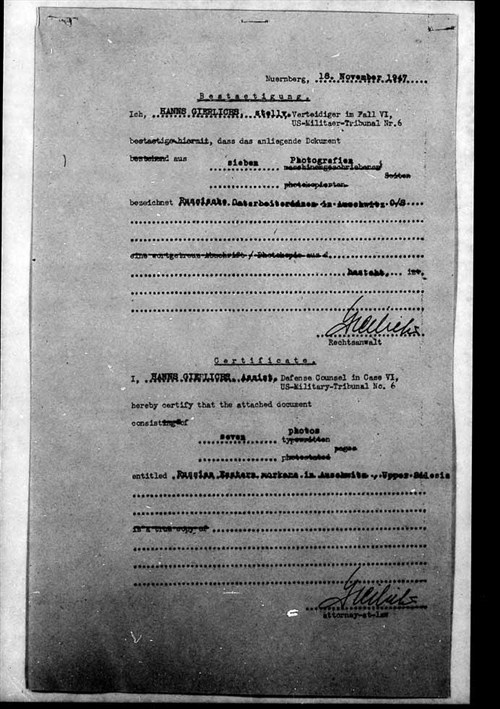 Nuernberg, 18. November 1947
Bestaetigung.
Ich, HANNS GIERLICHS, stellv. Verteidiger im Fall VI,
US-Militaer-Tribunal Nr.6
bestaetige hiermit, dass das anliegende Dokument
bestehend aus
sieben Photografien
maschinengeschriebenen
Seiten
photokopierten
bezeichnet Russische Ostarbeiterinnen in Auschwitz O/S
eine wortgetreue Abschrift / Photokopie aus d
besteht, ist.
Gierlichs
Rechtsanwalt
Certificate.
I, HANNS GIERLICHS, Assist. Defense Counsel in Case VI,
US-Military-Tribunal No. 6
hereby certify that the attached document
consisting of
seven photos
typewritten
pages
photostated
entitled Russian Eastern workers in Auschwitz, Upper Silesia
is a true copy of
Gierlichs
attorney-at-law